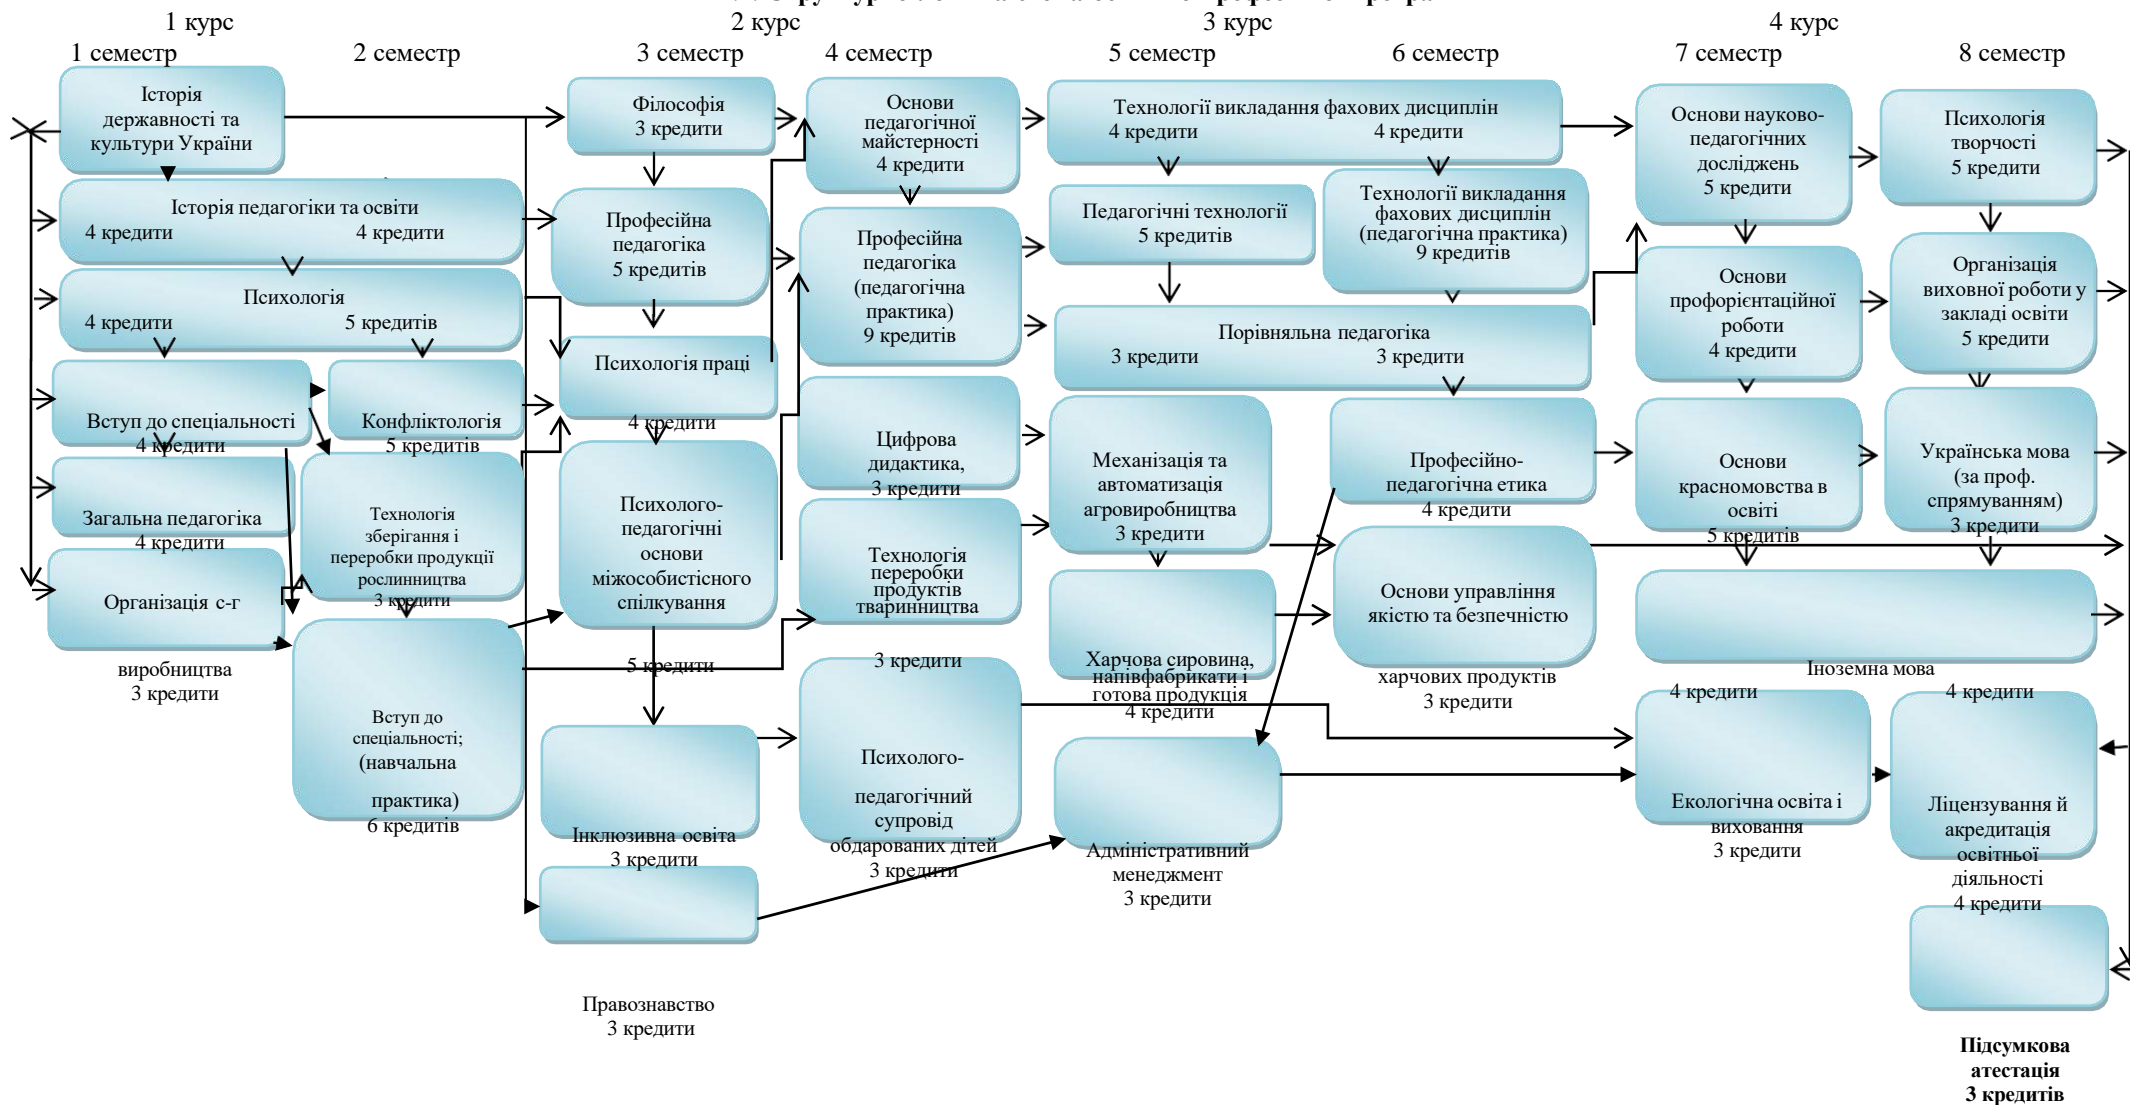 1 курс
2 курс
3 курс
4 курс
1 семестр
2 семестр
3 семестр
4 семестр
5 семестр
6 семестр
7 семестр
8 семестр
Історія
державності та
культури України
Історія педагогіки та освіти
4 кредити
4 кредити
Психологія
4 кредити
5 кредитів
Вступ до спеціальності
4 кредити
Загальна педагогіка
4 кредити
Організація с-г
виробництва
3 кредити
Конфліктологія
5 кредитів
Технологія
зберігання і
переробки продукції
рослинництва
3 кредити
Вступ до
спеціальності;
(навчальна
практика)
6 кредитів
Філософія
3 кредити
Професійна
педагогіка
5 кредитів
Психологія праці
4 кредити
Психолого-
педагогічні
основи
міжособистісного
спілкування
5 кредити
Інклюзивна освіта
3 кредити
Правознавство
3 кредити
Основи
педагогічної
майстерності
4 кредити
Професійна
педагогіка
(педагогічна
практика)
9 кредитів
Цифрова
дидактика,
3 кредити
Технологія
переробки
продуктів
тваринництва
3 кредити
Психолого-
педагогічний
супровід
обдарованих дітей
3 кредити
Технології викладання фахових дисциплін
4 кредити
4 кредити
Педагогічні технології
5 кредитів
Технології викладання
фахових дисциплін
(педагогічна практика)
9 кредитів
Порівняльна педагогіка
3 кредити
3 кредити
Механізація та
автоматизація
агровиробництва
3 кредити
Харчова сировина,
напівфабрикати і
готова продукція
4 кредити
Адміністративний
менеджмент
3 кредити
Професійно-
педагогічна етика
4 кредити
Основи управління
якістю та безпечністю
харчових продуктів
3 кредити
Основи науково-
педагогічних
досліджень
5 кредити
Основи
профорієнтаційної
роботи
4 кредити
Основи
красномовства в
освіті
5 кредитів
Іноземна мова
4 кредити
4 кредити
Екологічна освіта і
виховання
3 кредити
Психологія
творчості
5 кредити
Організація
виховної роботи у
закладі освіти
5 кредити
Українська мова
(за проф.
спрямуванням)
3 кредити
Ліцензування й
акредитація
освітньої
діяльності
4 кредити
Підсумкова
атестація
3 кредитів